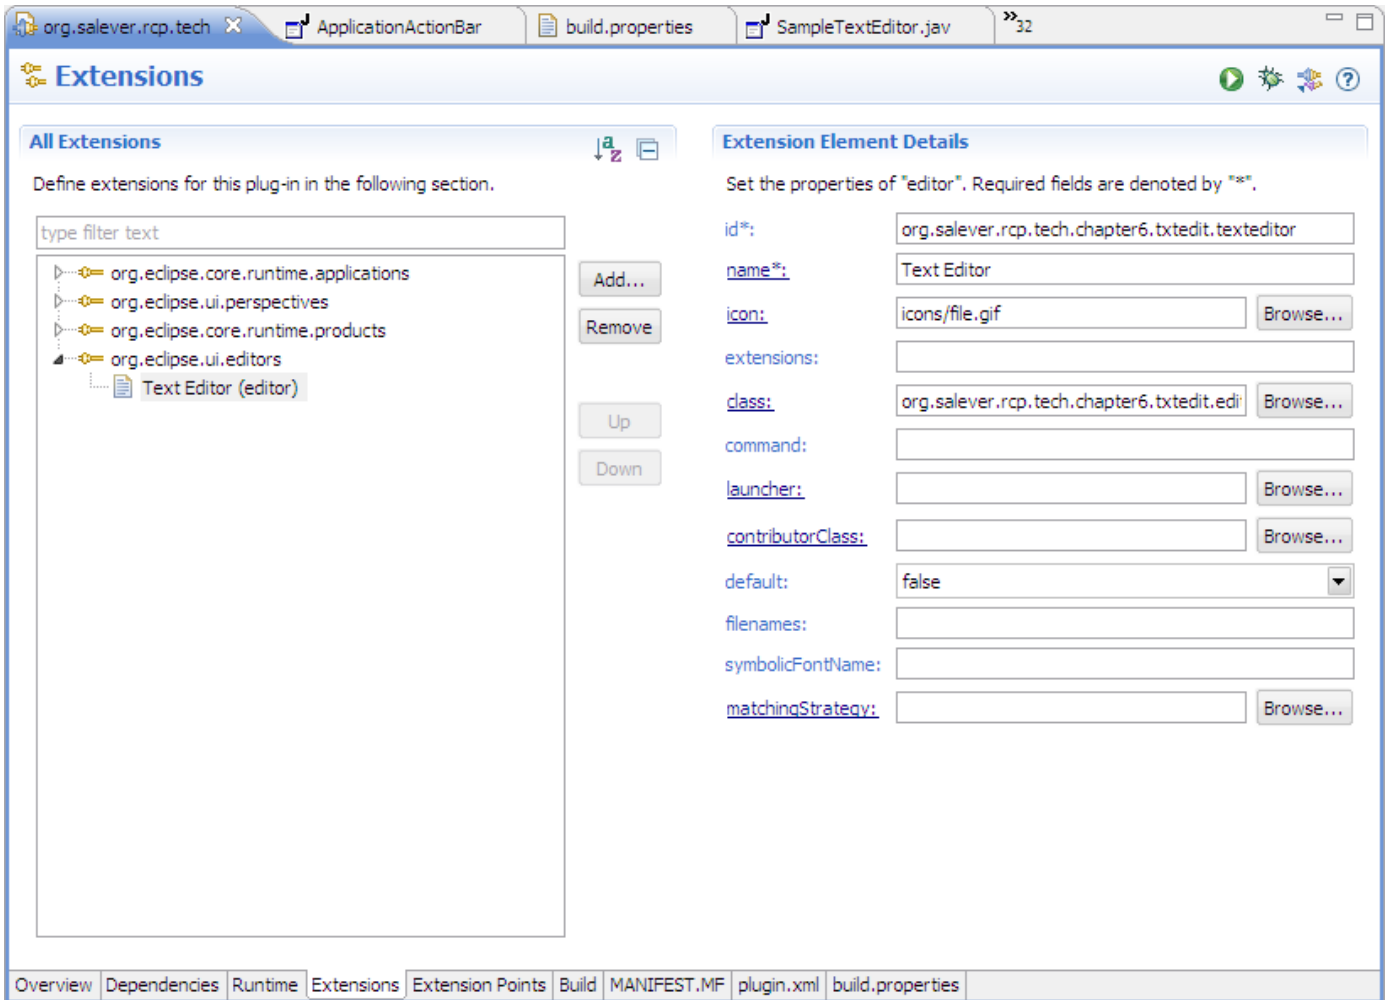 org.salever.rcp.tech ApplicationActionBar build.properties SampleTextEditor.jav »32
Extensions
All Extensions
Define extensions for this plug-in in the following section.
type filter text
org.eclipse.core.runtime.applications
org.eclipse.ui.perspectives
org.eclipse.core.runtime.products
org.eclipse.ui.editors
Text Editor (editor)
Add...
Remove
Up
Down
Extension Element Details
Set the properties of "editor". Required fields are denoted by "*".
id*: org.salever.rcp.tech.chapter6.txtedit.texteditor
name*: Text Editor
icon: icons/file.gif Browse...
extensions:
class: org.salever.rcp.tech.chapter6.txtedit.edi Browse...
command:
launcher: Browse...
contributorClass: Browse...
default: false
filenames:
symbolicFontName:
matchingStrategy: Browse...
Overview Dependencies Runtime Extensions Extension Points Build MANIFEST.MF plugin.xml build.properties